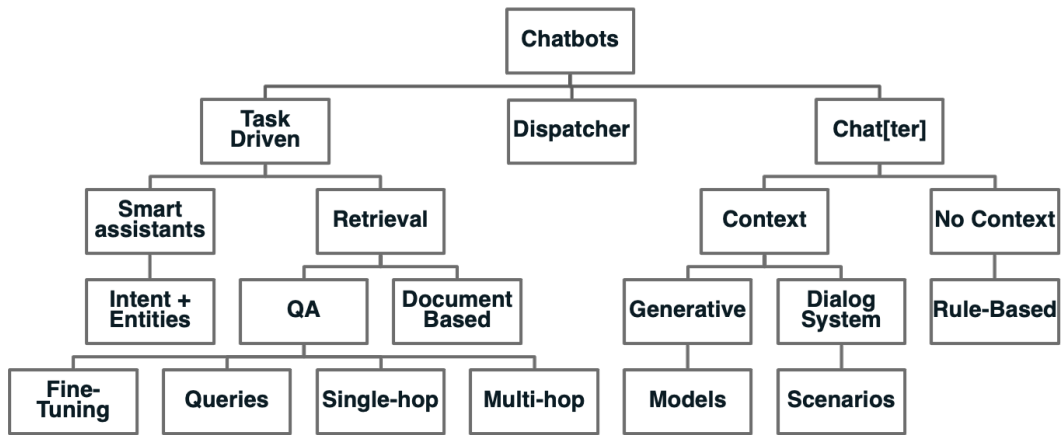 Chatbots
Task
Driven
Dispatcher
Chat[ter]
Smart
assistants
Retrieval
Context
No Context
Intent +
Entities
QA
Document
Based
Generative
Dialog
System
Rule-Based
Fine-
Tuning
Queries
Single-hop
Multi-hop
Models
Scenarios